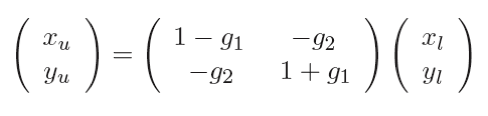 ( x_u ) = ( 1 − g_1   −g_2 ) ( x_l )
( y_u )   ( −g_2   1 + g_1 ) ( y_l )